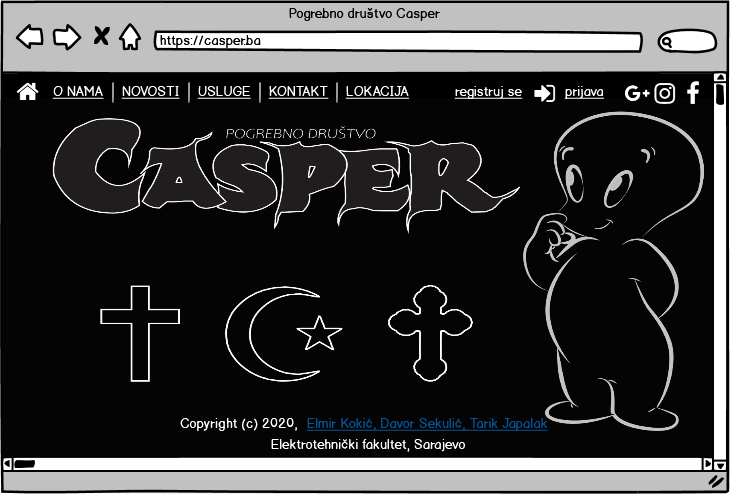 Pogrebno društvo Casper
https://casper.ba
O NAMA | NOVOSTI | USLUGE | KONTAKT | LOKACIJA registruj se prijava G+ f
POGREBNO DRUŠTVO
CASPER
Copyright (c) 2020, Elmir Kokić, Davor Sekulić, Tarik Japalak
Elektrotehnički fakultet, Sarajevo